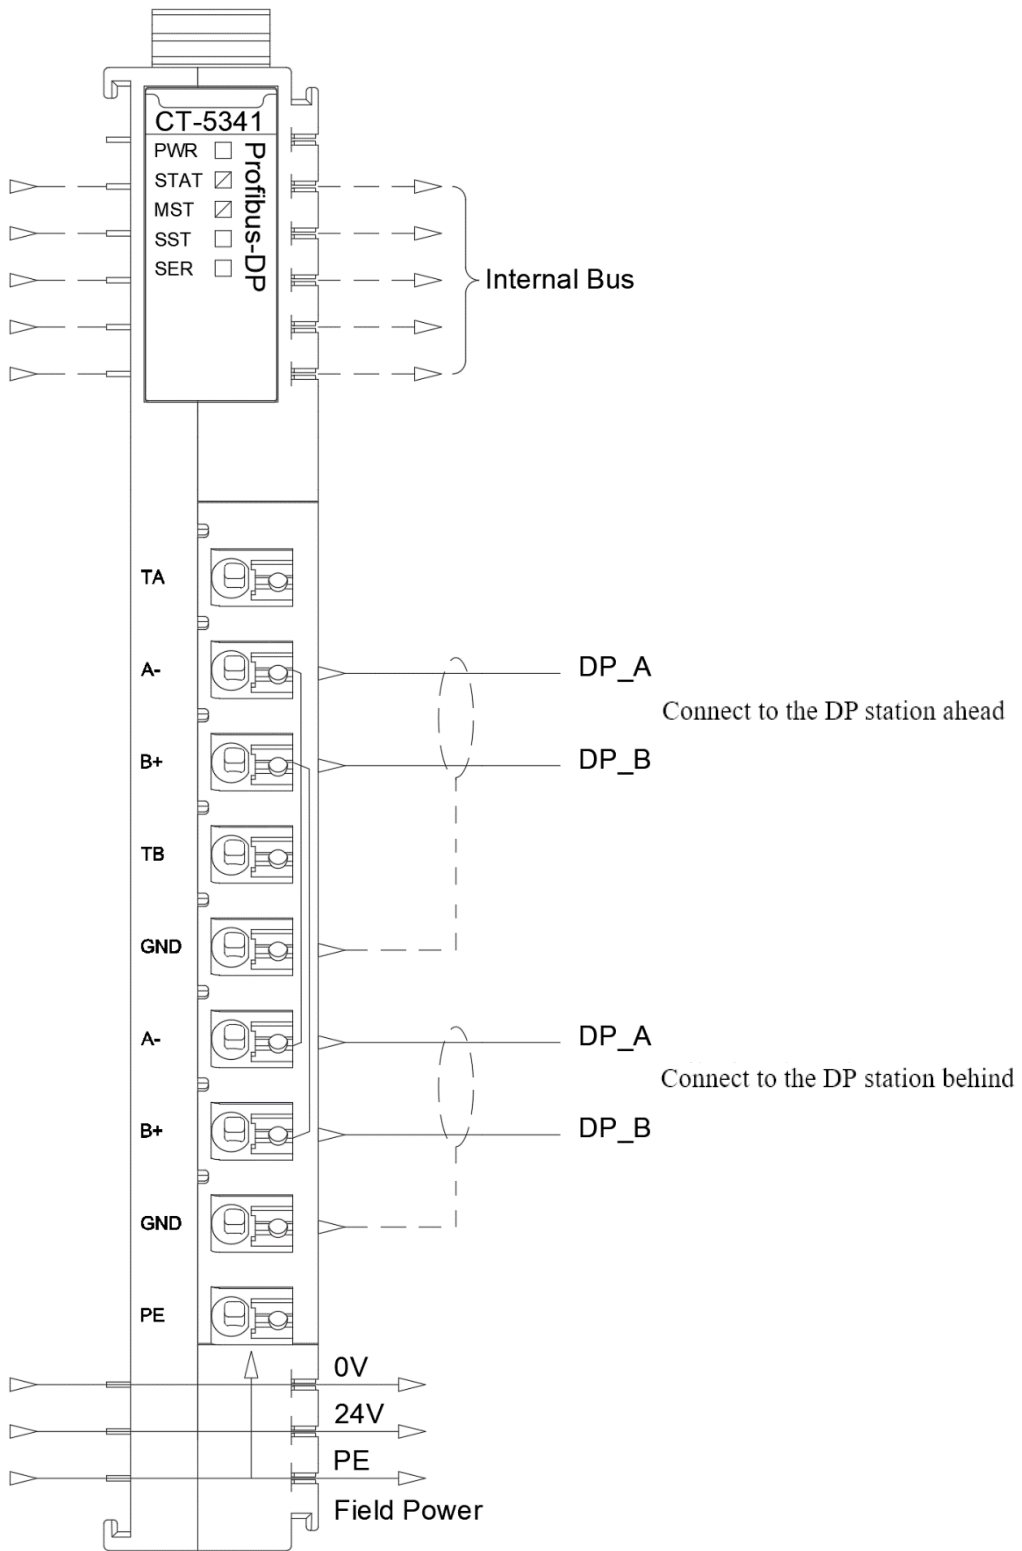 CT-5341
PWR
STAT
MST
SST
SER
Profibus-DP
Internal Bus
TA
A-
DP_A
Connect to the DP station ahead
B+
DP_B
TB
GND
A-
DP_A
Connect to the DP station behind
B+
DP_B
GND
PE
0V
24V
PE
Field Power